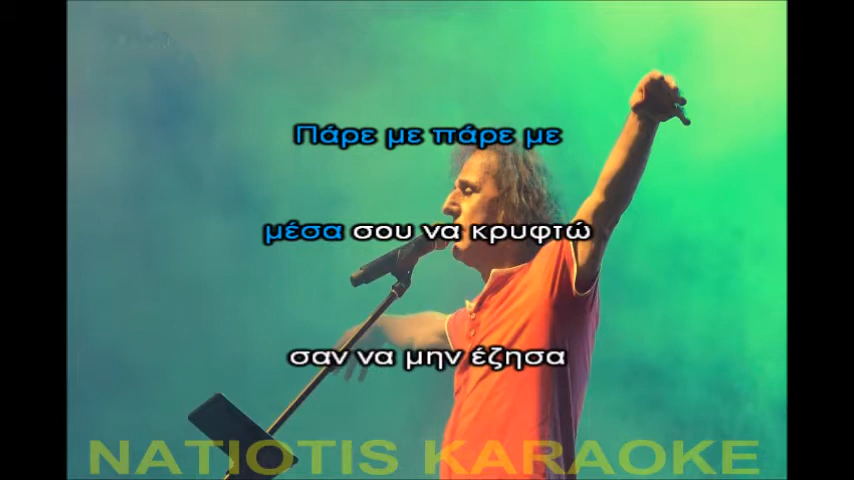 Πάρε με πάρε με
μέσα σου να κρυφτώ
σαν να μην έζησα
NATIOTIS KARAOKE